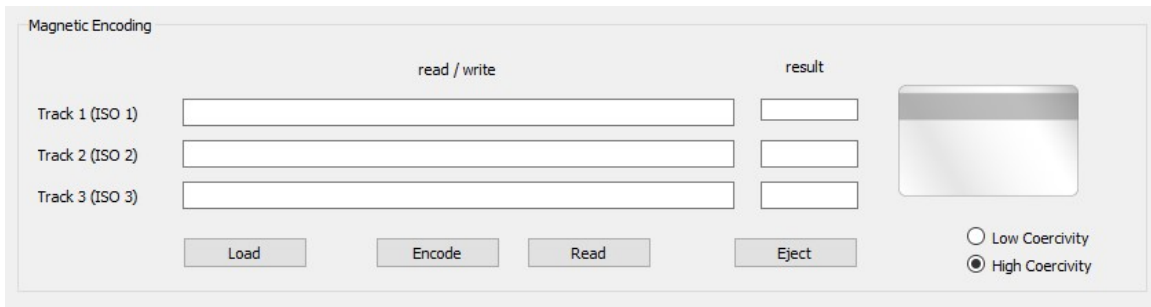 Magnetic Encoding
read / write
result
Track 1 (ISO 1)
Track 2 (ISO 2)
Track 3 (ISO 3)
Load
Encode
Read
Eject
Low Coercivity
High Coercivity